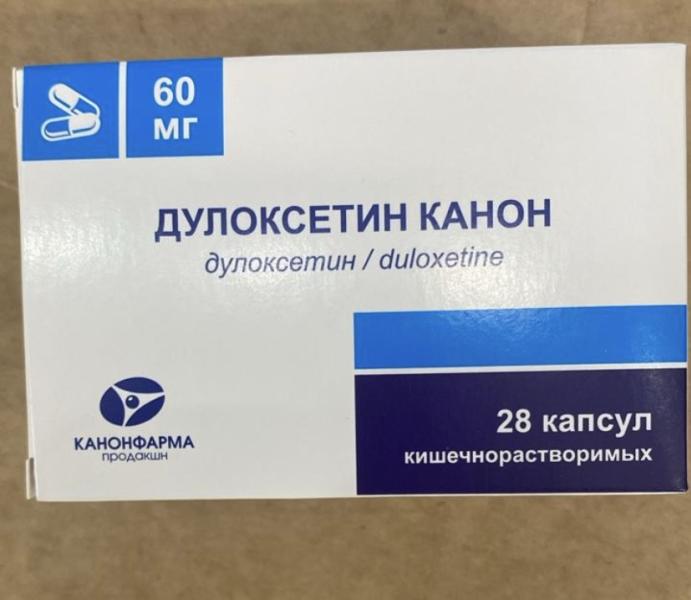 60
мг
ДУЛОКСЕТИН КАНОН
дулоксетин / duloxetine
28 капсул
кишечнорастворимых
КАНОНФАРМА
продакшн